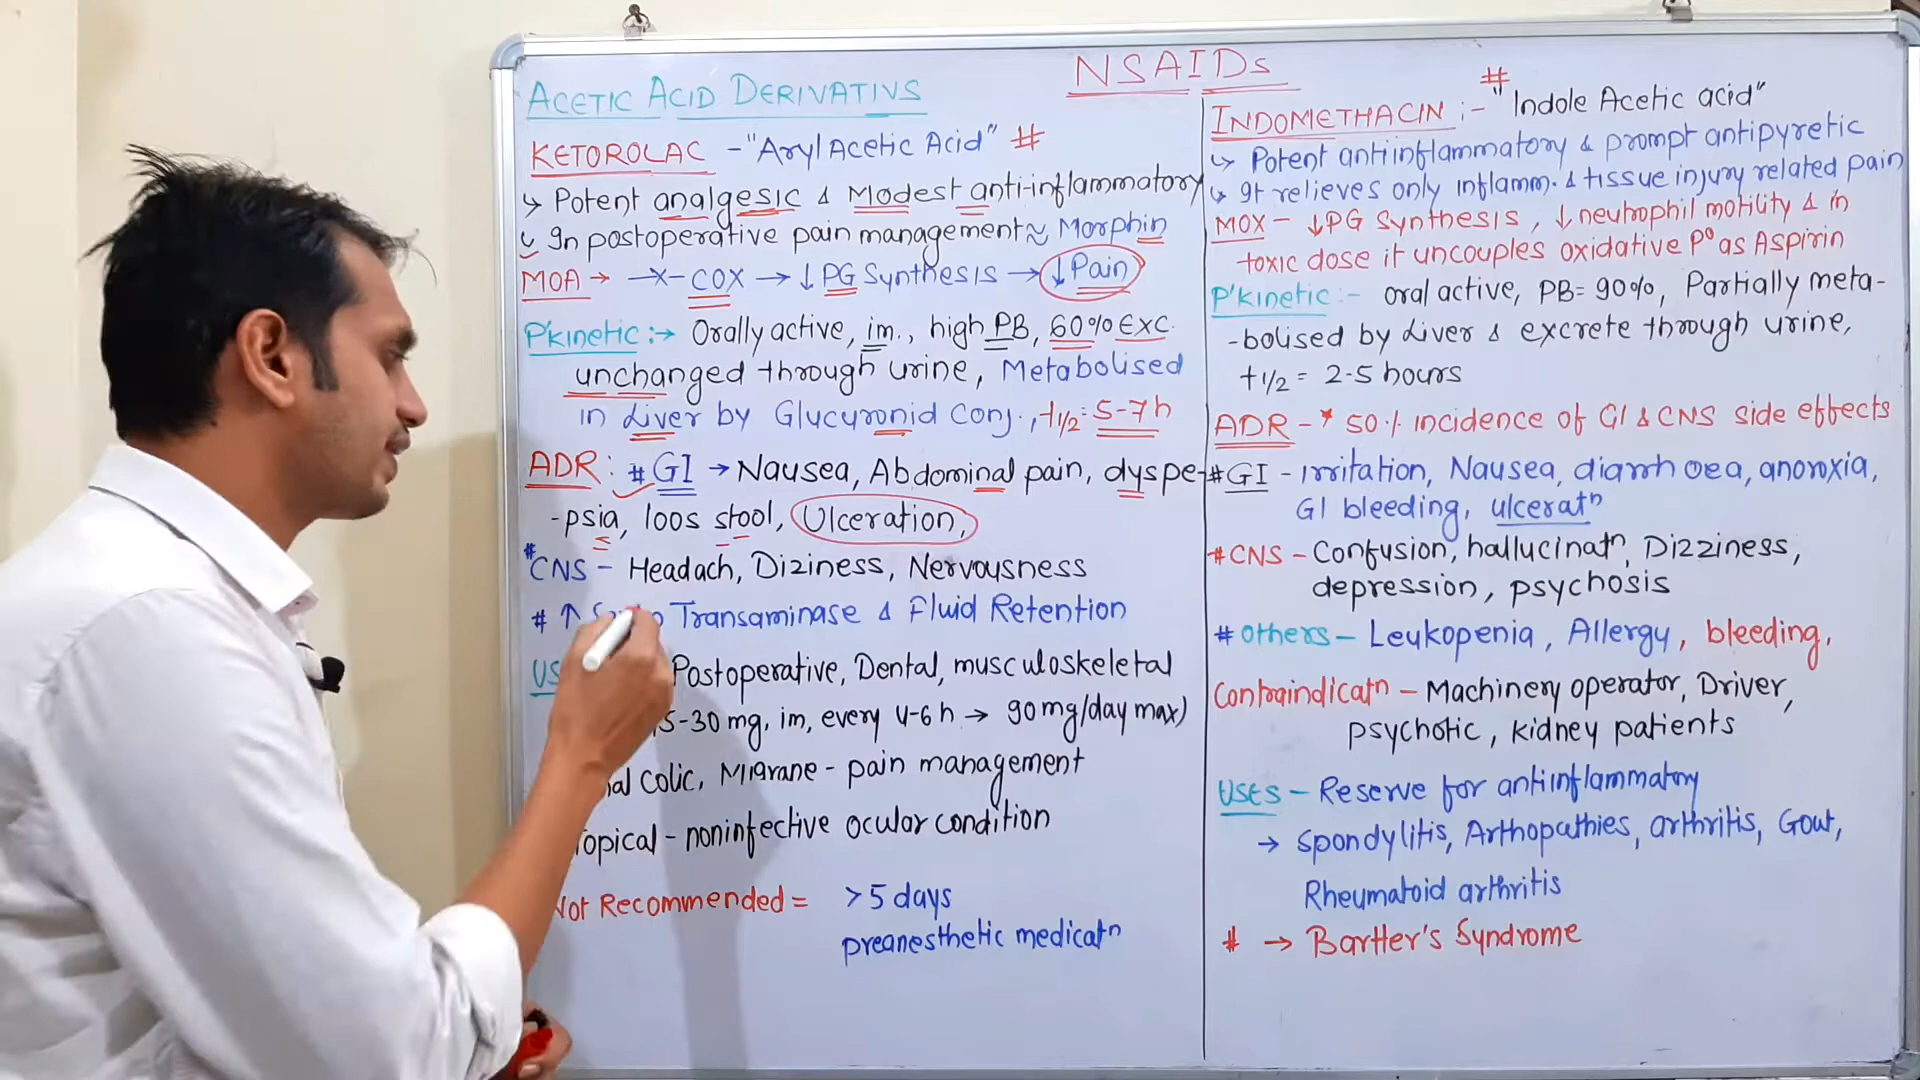 NSAIDs
ACETIC ACID DERIVATIVS
KETOROLAC - "Aryl Acetic Acid" #
↳ Potent analgesic & Modest anti-inflammatory
↳ In postoperative pain management ≈ Morphin
MOA → -X- COX → ↓ PG Synthesis → ↓ Pain
P'kinetic :→ Orally active, im., high PB, 60% Exc.
unchanged through urine, Metabolised
in Liver by Glucuronid Conj., t1/2 = 5-7 h
ADR : # GI → Nausea, Abdominal pain, dyspe-
-psia, loos stool, Ulceration,
# CNS - Headach, Diziness, Nervousness
# ↑ Transaminase & Fluid Retention
Postoperative, Dental, musculoskeletal
5-30 mg, im, every 4-6 h → 90mg/day max)
Colic, Migrane - pain management
Topical - noninfective ocular condition
Not Recommended = > 5 days
preanesthetic medicatn
INDOMETHACIN :- # "Indole Acetic acid"
↳ Potent antiinflammatory & prompt antipyretic
↳ It relieves only inflamm. & tissue injury related pain
MOX - ↓PG Synthesis, ↓ neutrophil motility & in
toxic dose it uncouples oxidative Pº as Aspirin
P'kinetic :- oral active, PB = 90%, Partially meta-
-bolised by Liver & excrete through urine,
t1/2 = 2-5 hours
ADR - * 50% incidence of GI & CNS side effects
# GI - irritation, Nausea, diarrhoea, anoroxia,
GI bleeding, ulceratn
# CNS - Confusion, hallucinatn, Dizziness,
depression, psychosis
# Others - Leukopenia, Allergy, bleeding,
Contraindicatn - Machinery operator, Driver,
psychotic, kidney patients
USES - Reserve for antiinflammatory
→ Spondylitis, Arthopathies, arthritis, Gout,
Rheumatoid arthritis
# → Bartter's Syndrome